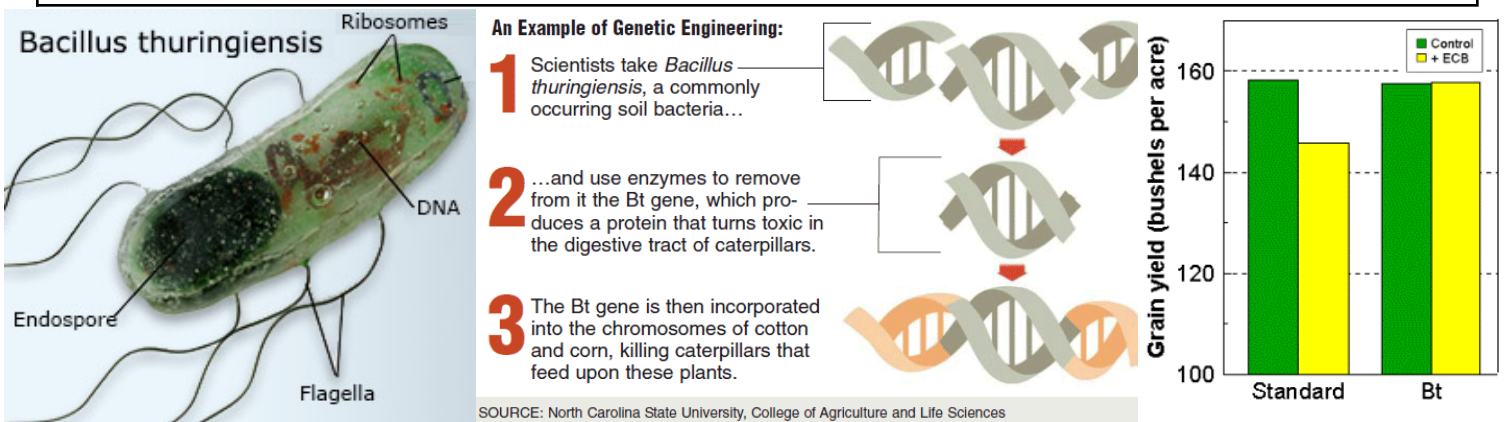 Bacillus thuringiensis
Ribosomes
DNA
Endospore
Flagella
An Example of Genetic Engineering:
1 Scientists take Bacillus
thuringiensis, a commonly
occurring soil bacteria…
2 …and use enzymes to remove
from it the Bt gene, which pro-
duces a protein that turns toxic in
the digestive tract of caterpillars.
3 The Bt gene is then incorporated
into the chromosomes of cotton
and corn, killing caterpillars that
feed upon these plants.
SOURCE: North Carolina State University, College of Agriculture and Life Sciences
Grain yield (bushels per acre)
160
140
120
100
Control
+ ECB
Standard
Bt